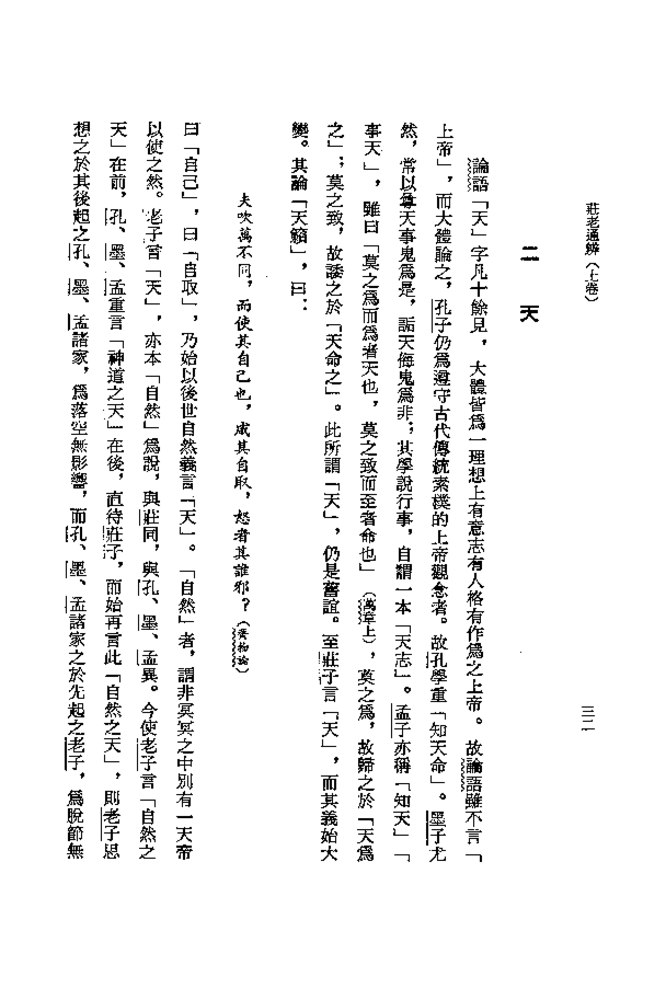 莊老通辨（上卷）
三二
二　天
論語「天」字凡十餘見，大體皆爲一理想上有意志有人格有作爲之上帝。故論語雖不言「
上帝」，而大體論之，孔子仍爲遵守古代傳統素樸的上帝觀念者。故孔學重「知天命」。墨子尤
然，常以尊天事鬼爲是，詬天侮鬼爲非；其學說行事，自謂一本「天志」。孟子亦稱「知天」「
事天」，雖曰「莫之爲而爲者天也，莫之致而至者命也」（萬章上），莫之爲，故歸之於「天爲
之」；莫之致，故諉之於「天命之」。此所謂「天」，仍是舊誼。至莊子言「天」，而其義始大
變。其論「天籟」，曰：
夫吹萬不同，而使其自己也，咸其自取，怒者其誰邪？（齊物論）
曰「自己」，曰「自取」，乃始以後世自然義言「天」。「自然」者，謂非冥冥之中別有一天帝
以使之然。老子言「天」，亦本「自然」爲說，與莊同，與孔、墨、孟異。今使老子言「自然之
天」在前，孔、墨、孟重言「神道之天」在後，直待莊子，而始再言此「自然之天」，則老子思
想之於其後起之孔、墨、孟諸家，爲落空無影響，而孔、墨、孟諸家之於先起之老子，爲脫節無